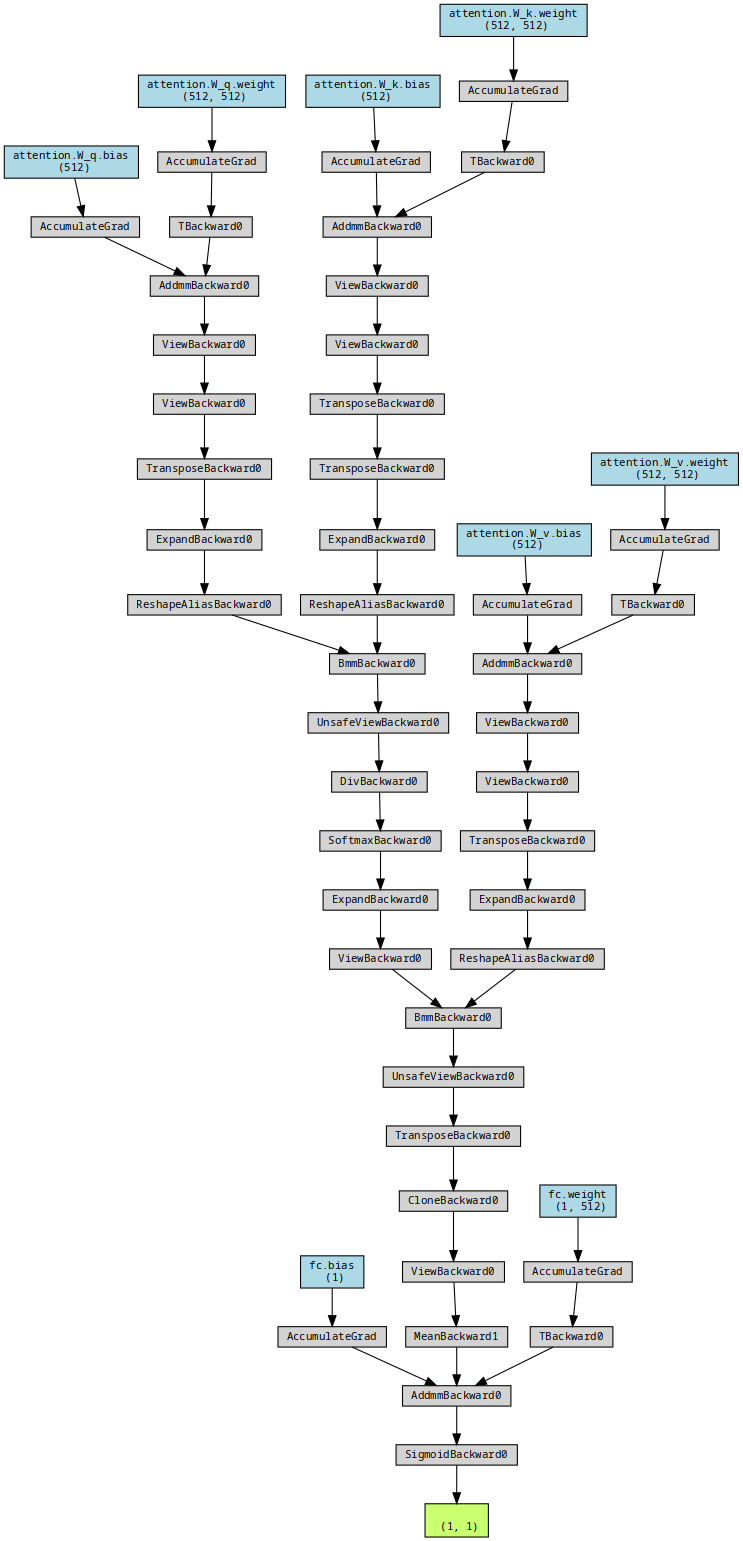 attention.W_k.weight
(512, 512)
attention.W_q.weight
(512, 512)
attention.W_k.bias
(512)
AccumulateGrad
attention.W_q.bias
(512)
AccumulateGrad
AccumulateGrad
TBackward0
AccumulateGrad
TBackward0
AddmmBackward0
AddmmBackward0
ViewBackward0
ViewBackward0
ViewBackward0
ViewBackward0
TransposeBackward0
TransposeBackward0
TransposeBackward0
attention.W_v.weight
(512, 512)
ExpandBackward0
ExpandBackward0
attention.W_v.bias
(512)
AccumulateGrad
ReshapeAliasBackward0
ReshapeAliasBackward0
AccumulateGrad
TBackward0
BmmBackward0
AddmmBackward0
UnsafeViewBackward0
ViewBackward0
DivBackward0
ViewBackward0
SoftmaxBackward0
TransposeBackward0
ExpandBackward0
ExpandBackward0
ViewBackward0
ReshapeAliasBackward0
BmmBackward0
UnsafeViewBackward0
TransposeBackward0
CloneBackward0
fc.weight
(1, 512)
fc.bias
(1)
ViewBackward0
AccumulateGrad
AccumulateGrad
MeanBackward1
TBackward0
AddmmBackward0
SigmoidBackward0
(1, 1)